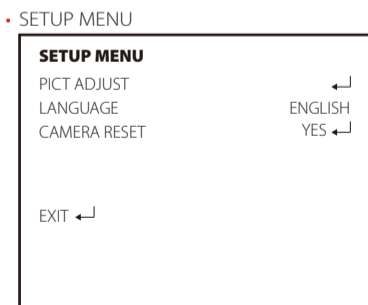 • SETUP MENU
SETUP MENU
PICT ADJUST ↵
LANGUAGE ENGLISH
CAMERA RESET YES ↵
EXIT ↵